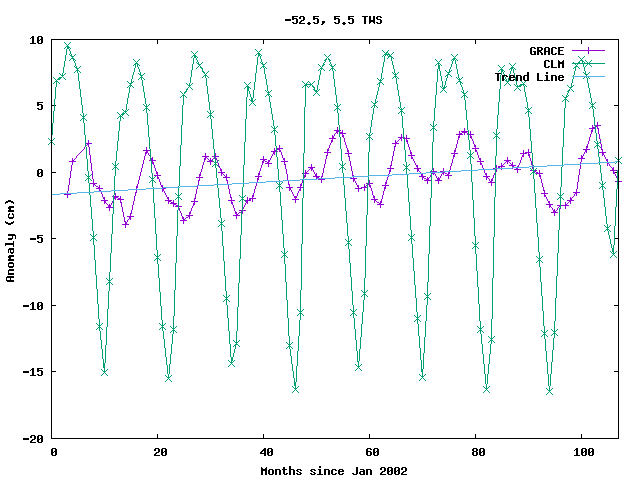 -52.5, 5.5 TWS
GRACE
CLM
Trend Line
10
5
0
-5
-10
-15
-20
Anomaly (cm)
0 20 40 60 80 100
Months since Jan 2002